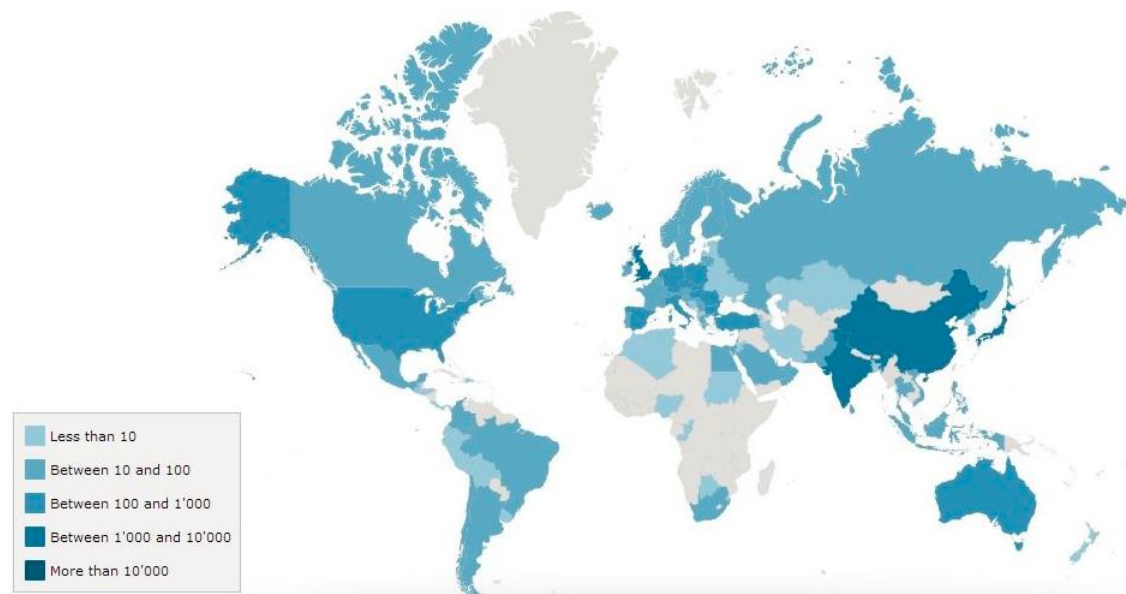 Less than 10
Between 10 and 100
Between 100 and 1'000
Between 1'000 and 10'000
More than 10'000